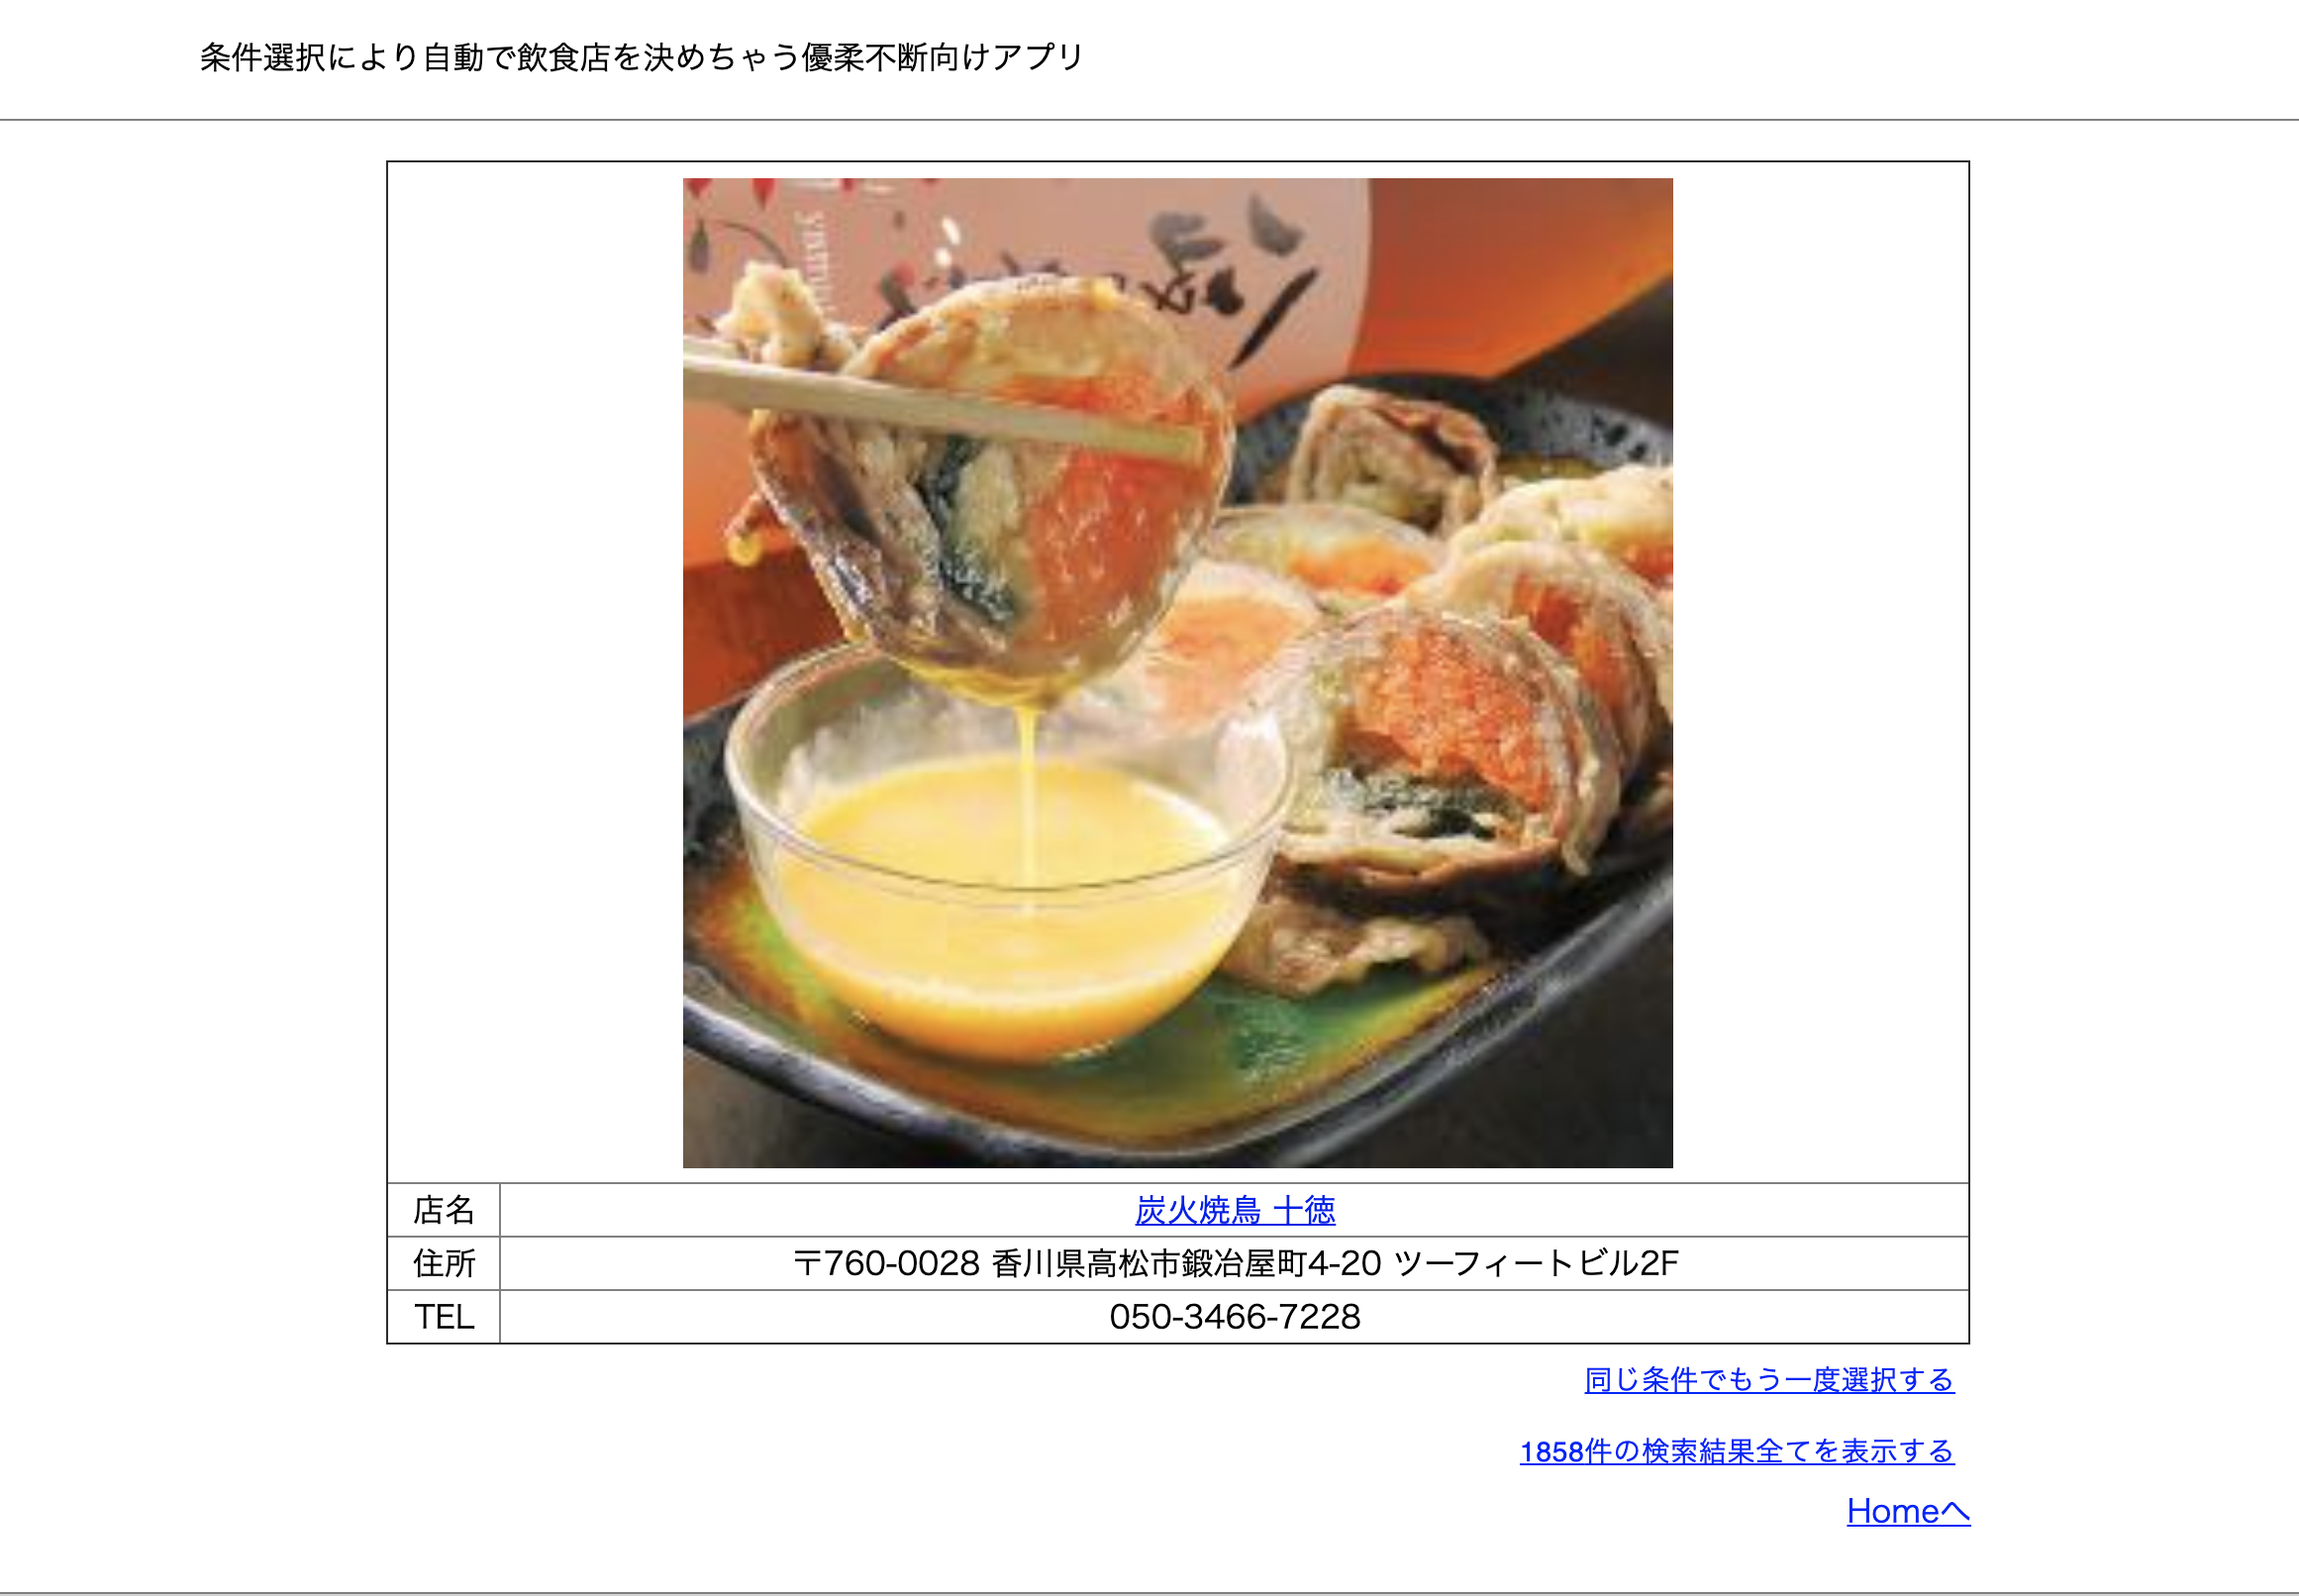 条件選択により自動で飲食店を決めちゃう優柔不断向けアプリ
店名 炭火焼鳥 十徳
住所 〒760-0028 香川県高松市鍛冶屋町4-20 ツーフィートビル2F
TEL 050-3466-7228
同じ条件でもう一度選択する
1858件の検索結果全てを表示する
Homeへ